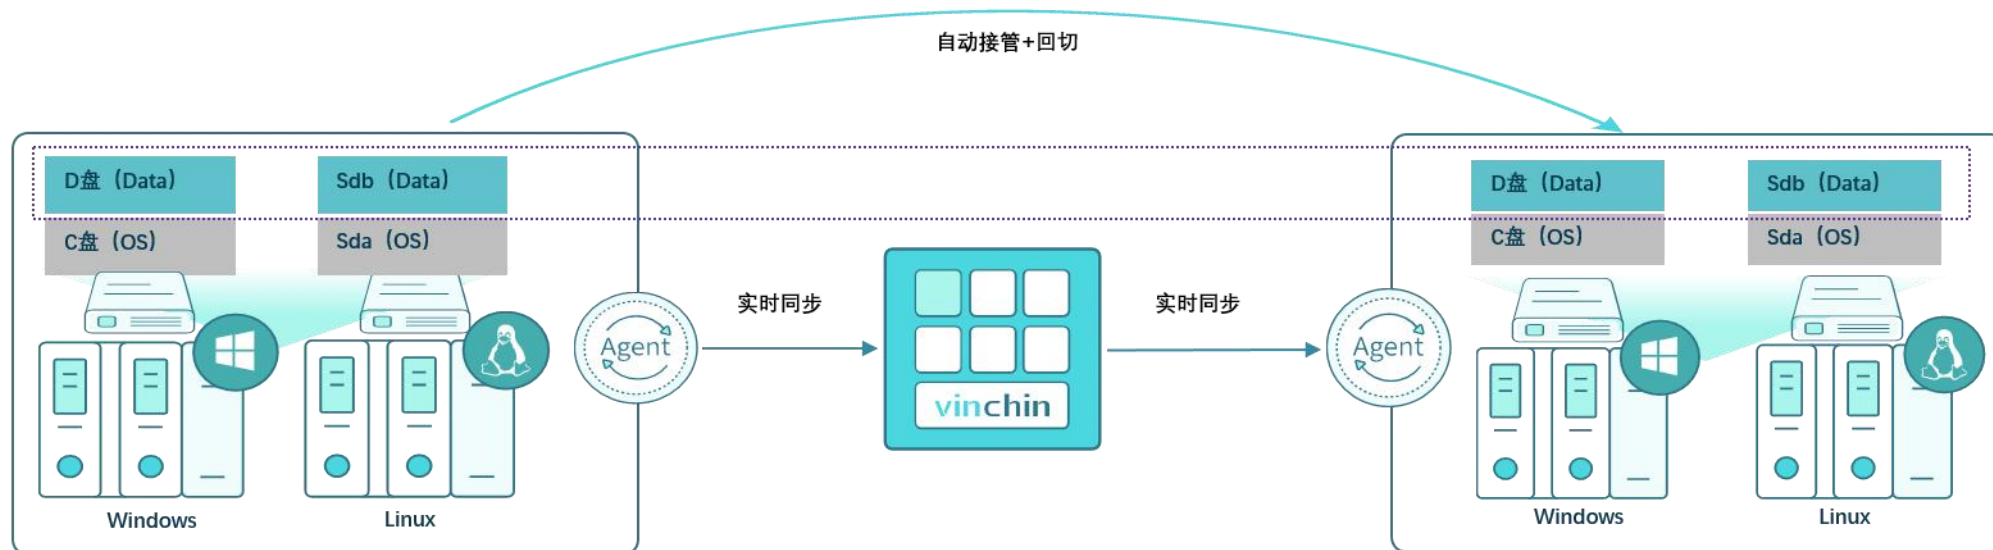 自动接管+回切
D盘（Data）
Sdb（Data）
C盘（OS）
Sda（OS）
D盘（Data）
Sdb（Data）
C盘（OS）
Sda（OS）
Agent
实时同步
vinchin
实时同步
Agent
Windows
Linux
Windows
Linux